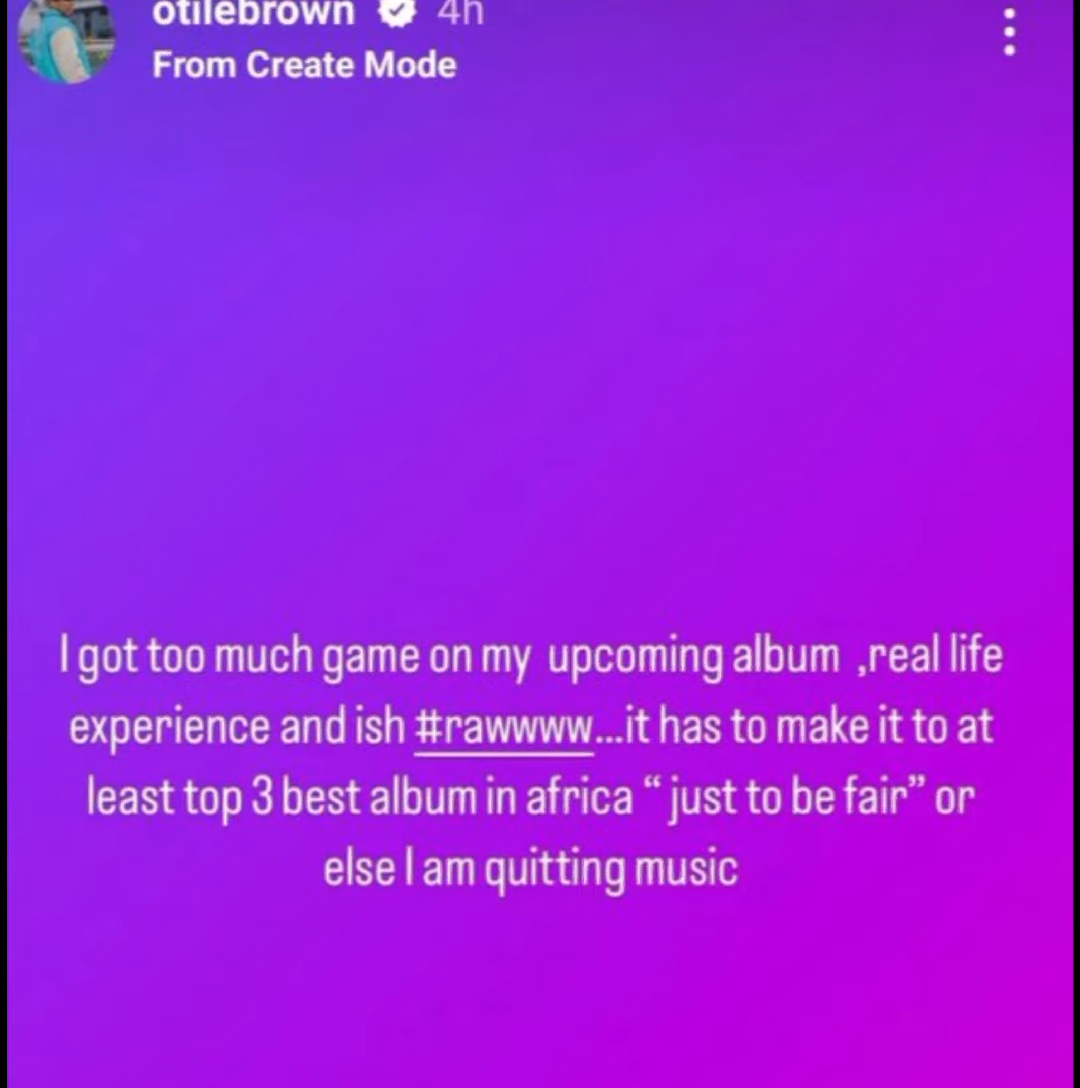 otilebrown 4h
From Create Mode
I got too much game on my upcoming album ,real life
experience and ish #rawwww...it has to make it to at
least top 3 best album in africa “ just to be fair” or
else I am quitting music